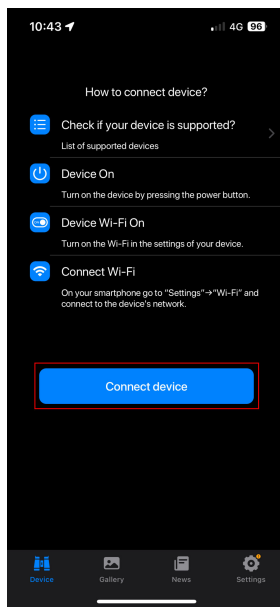 10:43
4G 96
How to connect device?
Check if your device is supported?
List of supported devices
Device On
Turn on the device by pressing the power button.
Device Wi-Fi On
Turn on the Wi-Fi in the settings of your device.
Connect Wi-Fi
On your smartphone go to "Settings"→"Wi-Fi" and
connect to the device's network.
Connect device
Device Gallery News Settings